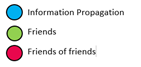 Information Propagation
Friends
Friends of friends